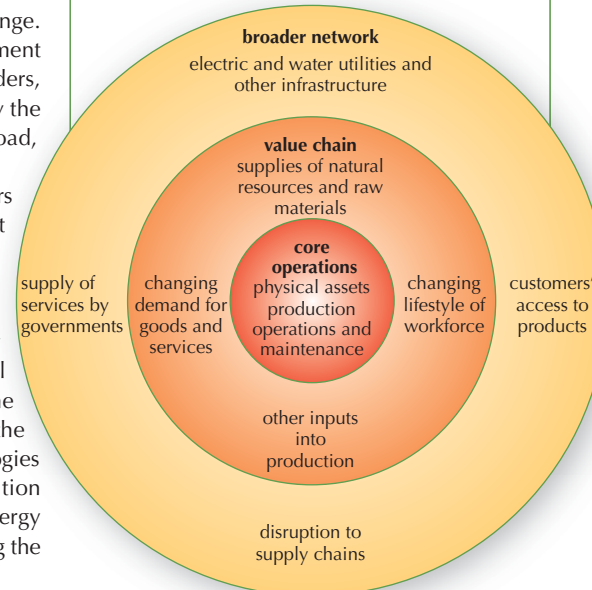 nge.
ment
ders,
y the
oad,
rs
t
l
ne
he
ogies
tion
ergy
g the
broader network
electric and water utilities and
other infrastructure
value chain
supplies of natural
resources and raw
materials
core
operations
physical assets
production
operations and
maintenance
supply of
services by
governments
changing
demand for
goods and
services
changing
lifestyle of
workforce
customers'
access to
products
other inputs
into
production
disruption to
supply chains